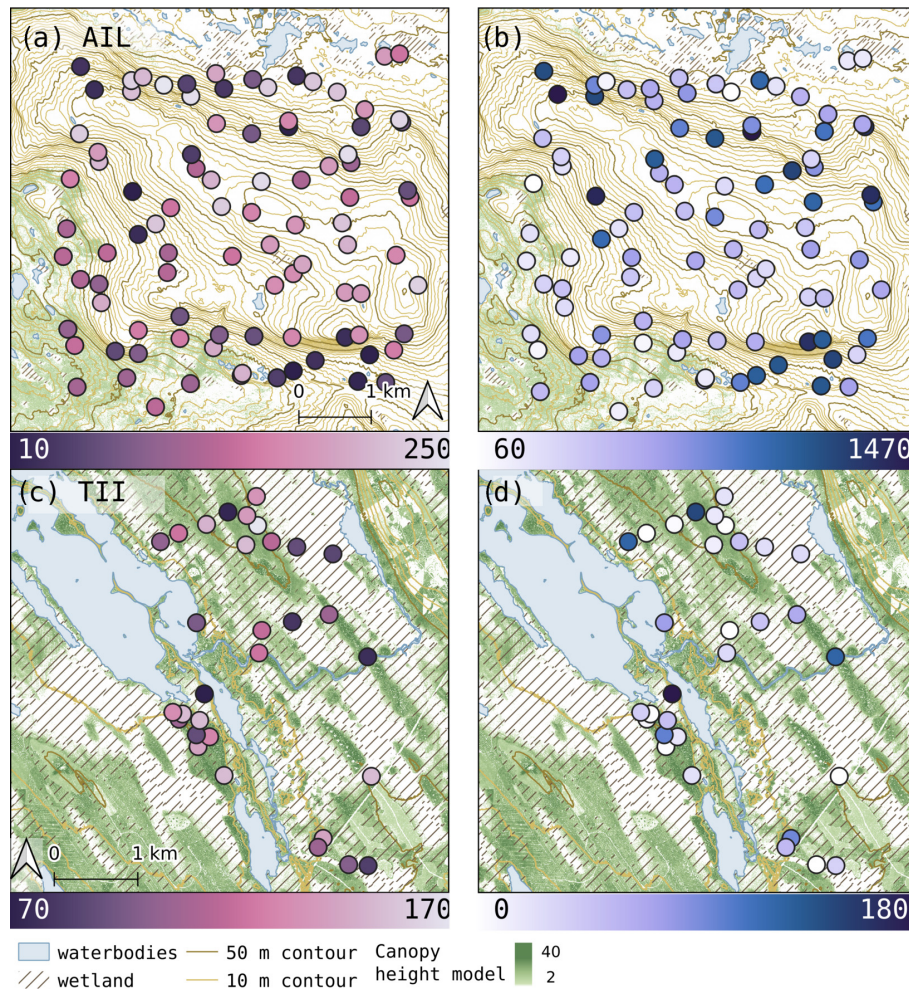 (a) AIL
(b)
0 1 km
10 250
60 1470
(c) TII
(d)
0 1 km
70 170
0 180
waterbodies 50 m contour Canopy height model 40
wetland 10 m contour 2